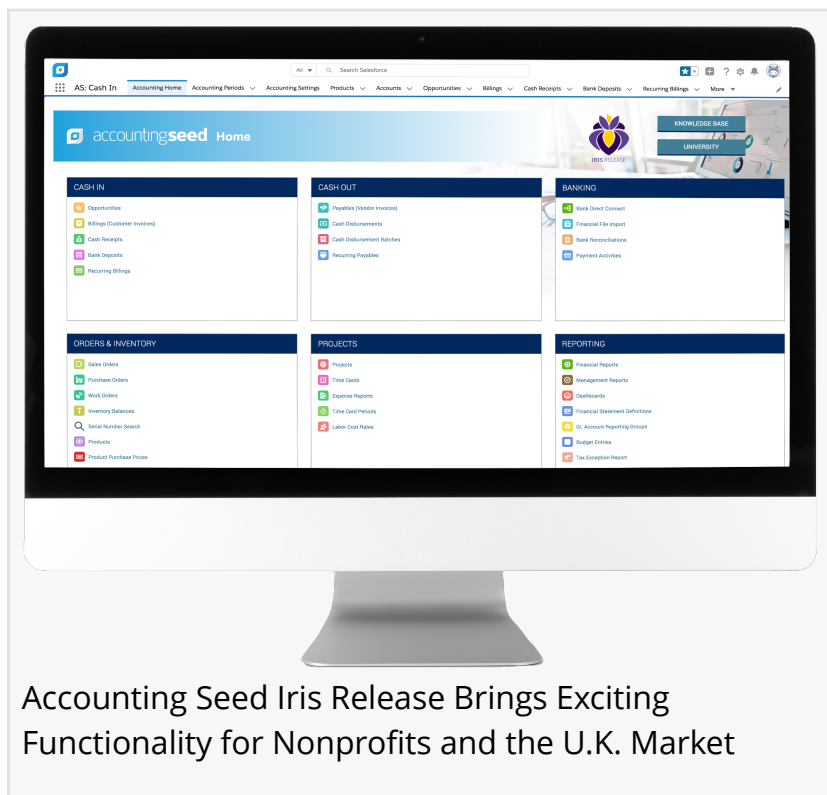 All
Search Salesforce
AS: Cash In
Accounting Home
Accounting Periods
Accounting Settings
Products
Accounts
Opportunities
Billings
Cash Receipts
Bank Deposits
Recurring Billings
More
accountingseed Home
IRIS RELEASE
KNOWLEDGE BASE
UNIVERSITY
CASH IN
Opportunities
Billings (Customer Invoices)
Cash Receipts
Bank Deposits
Recurring Billings
CASH OUT
Payables (Vendor Invoices)
Cash Disbursements
Cash Disbursement Batches
Recurring Payables
BANKING
Bank Direct Connect
Financial File Import
Bank Reconciliations
Payment Activities
ORDERS & INVENTORY
Sales Orders
Purchase Orders
Work Orders
Inventory Balances
Serial Number Search
Products
Product Purchase Prices
PROJECTS
Projects
Time Cards
Expense Reports
Time Card Periods
Labor Cost Rates
REPORTING
Financial Reports
Management Reports
Dashboards
Financial Statement Definitions
GL Account Reporting Groups
Budget Entries
Tax Exception Report
Accounting Seed Iris Release Brings Exciting
Functionality for Nonprofits and the U.K. Market